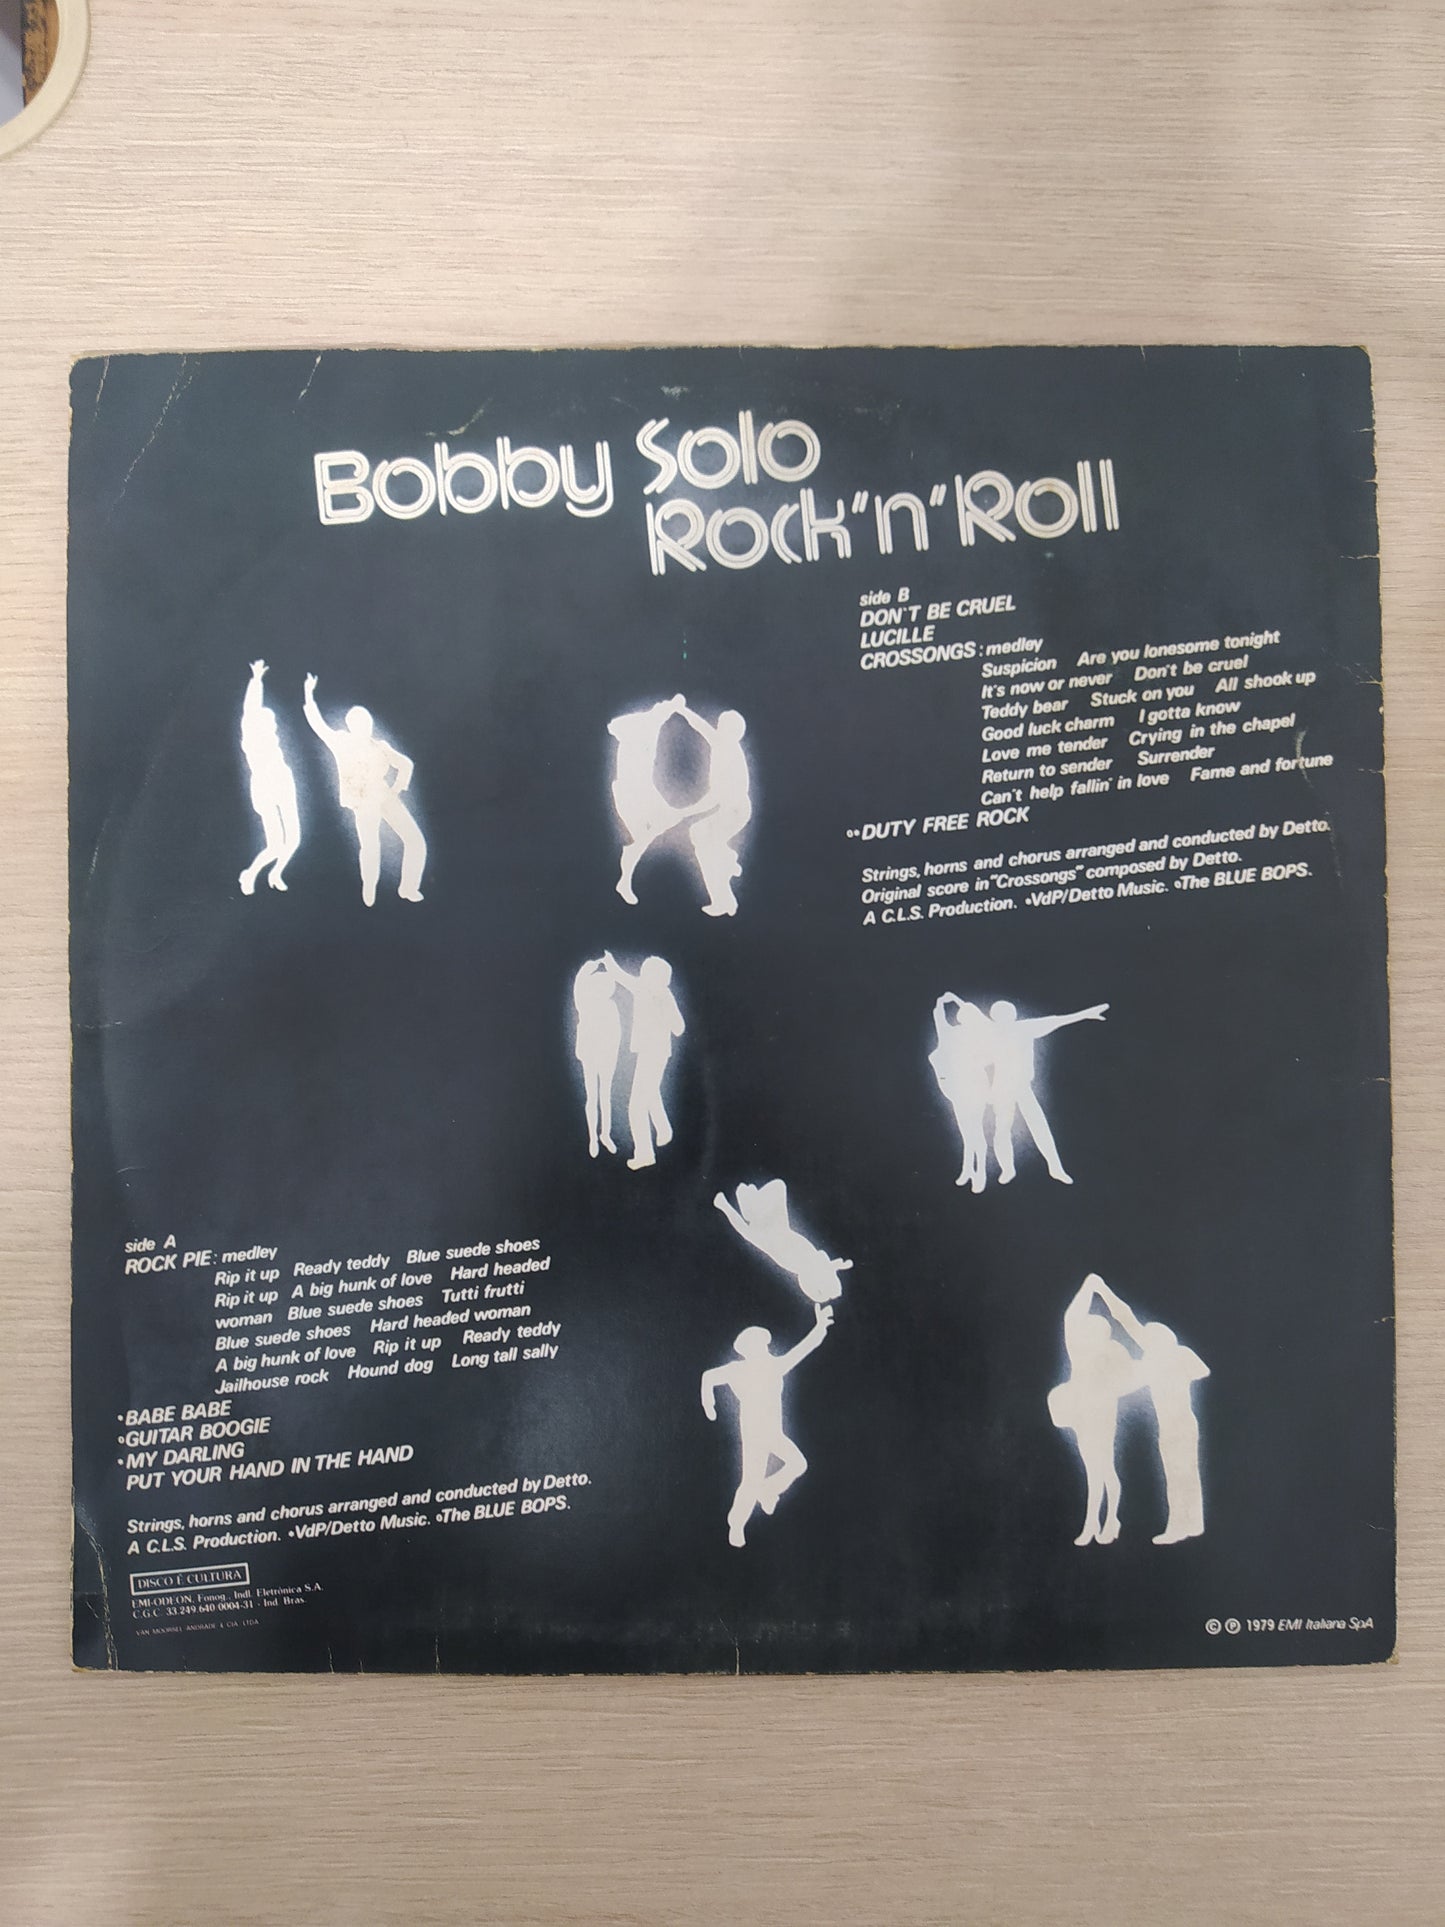 Bobby Solo
Rock"n"Roll
side B
DON'T BE CRUEL
LUCILLE
CROSSONGS: medley
Suspicion Are you lonesome tonight
It's now or never Don't be cruel
Teddy bear Stuck on you All shook up
Good luck charm I gotta know
Love me tender Crying in the chapel
Return to sender Surrender
Can't help fallin' in love Fame and fortune
°•DUTY FREE ROCK
Strings, horns and chorus arranged and conducted by Detto.
Original score in "Crossongs" composed by Detto.
A C.L.S. Production. •VdP/Detto Music. °The BLUE BOPS.
side A
ROCK PIE: medley
Rip it up Ready teddy Blue suede shoes
Rip it up A big hunk of love Hard headed
woman Blue suede shoes Tutti frutti
Blue suede shoes Hard headed woman
A big hunk of love Rip it up Ready teddy
Jailhouse rock Hound dog Long tall sally
•BABE BABE
°GUITAR BOOGIE
•MY DARLING
PUT YOUR HAND IN THE HAND
Strings, horns and chorus arranged and conducted by Detto.
A C.L.S. Production. •VdP/Detto Music. °The BLUE BOPS.
DISCO É CULTURA
EMI-ODEON, Fonog., Indl. Eletrônica S.A.
C.G.C. 33.249.640/0004-31 - Ind. Bras.
VAN MOORSEL ANDRADE & CIA. LTDA.
© ℗ 1979 EMI Italiana SpA